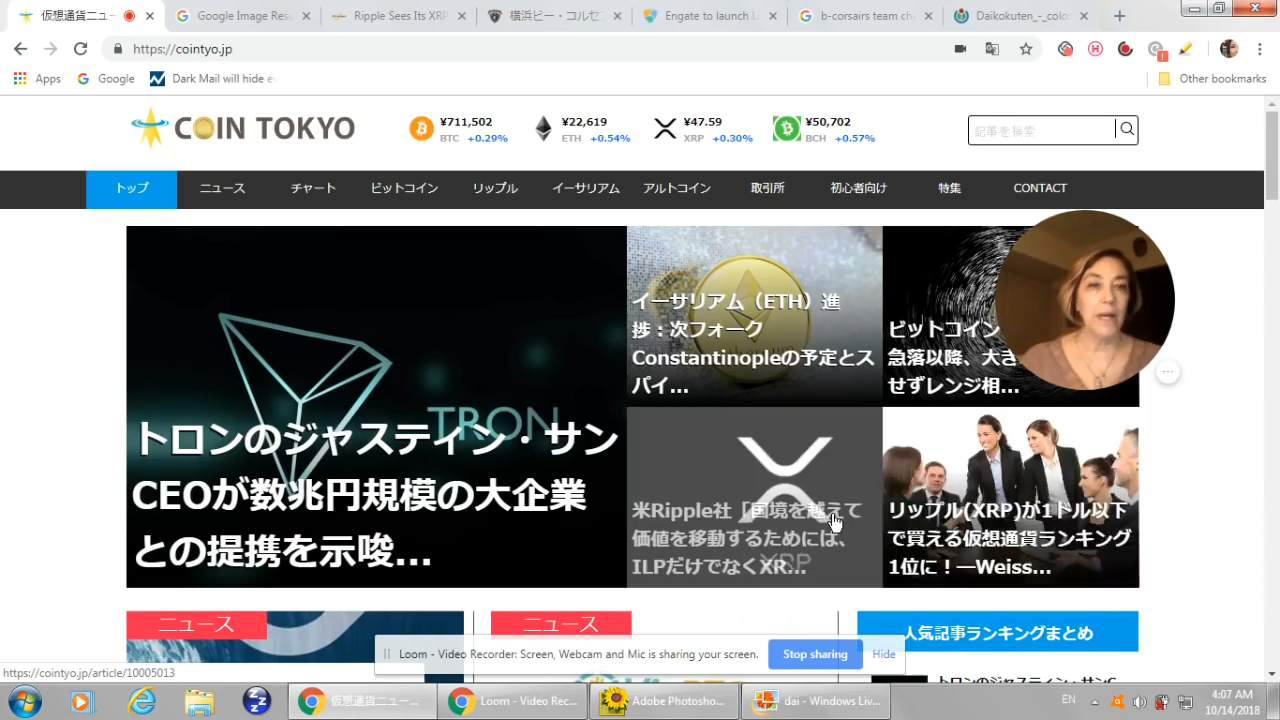 仮想通貨ニュー
Google Image Res
Ripple Sees Its XRP
横浜ビー・コルセア
Engate to launch Li
b-corsairs team che
Daikokuten_-_color
https://cointyo.jp
Apps
Google
Dark Mail will hide e
Other bookmarks
COIN TOKYO
¥711,502
BTC +0.29%
¥22,619
ETH +0.54%
¥47.59
XRP +0.30%
¥50,702
BCH +0.57%
記事を検索
トップ
ニュース
チャート
ビットコイン
リップル
イーサリアム
アルトコイン
取引所
初心者向け
特集
CONTACT
TRON
トロンのジャスティン・サン
CEOが数兆円規模の大企業
との提携を示唆...
イーサリアム（ETH）進
捗：次フォーク
Constantinopleの予定とス
パイ...
ビットコイン
急落以降、大き
せずレンジ相...
XRP
米Ripple社「国境を越えて
価値を移動するためには、
ILPだけでなくXR...
リップル(XRP)が1ドル以下
で買える仮想通貨ランキング
1位に！—Weiss...
ニュース
ニュース
人気記事ランキングまとめ
Loom - Video Recorder: Screen, Webcam and Mic is sharing your screen.
Stop sharing
Hide
https://cointyo.jp/article/10005013
仮想通貨ニュー...
Loom - Video Rec...
Adobe Photosho...
dai - Windows Liv...
EN
4:07 AM
10/14/2018